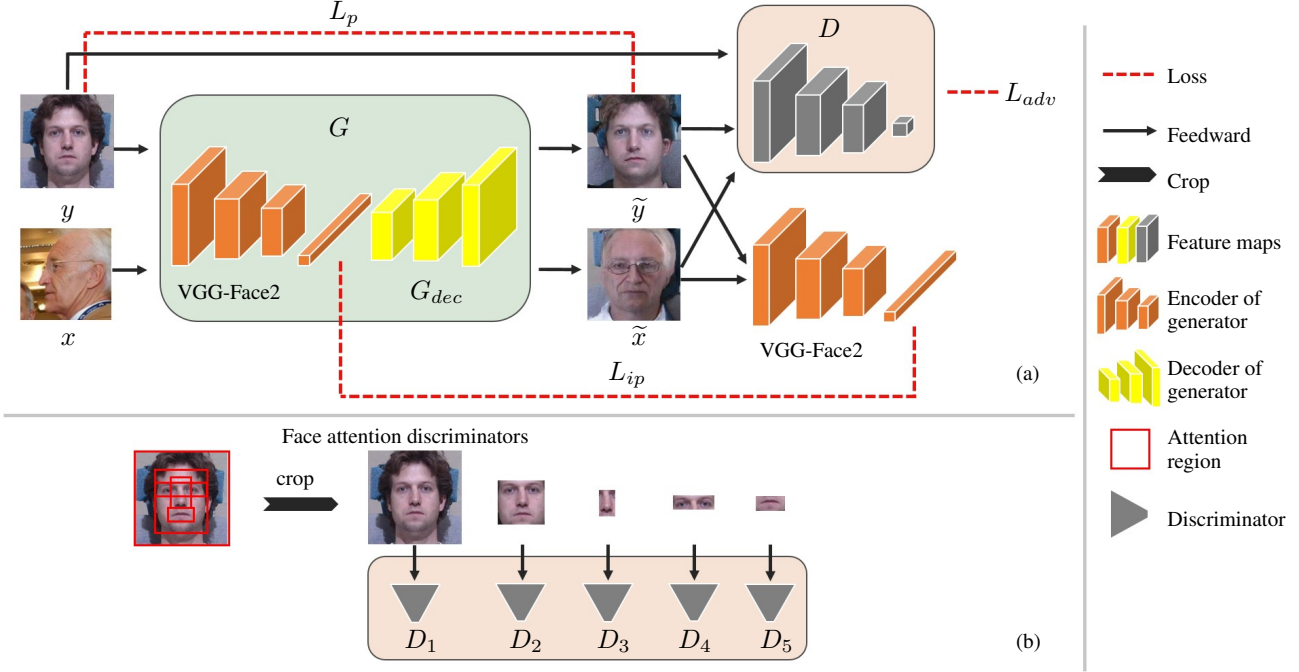 L_p
D
L_adv
G
y
VGG-Face2
G_dec
ỹ
x
x̃
VGG-Face2
L_ip
(a)
Face attention discriminators
crop
D_1
D_2
D_3
D_4
D_5
(b)
Loss
Feedward
Crop
Feature maps
Encoder of
generator
Decoder of
generator
Attention
region
Discriminator